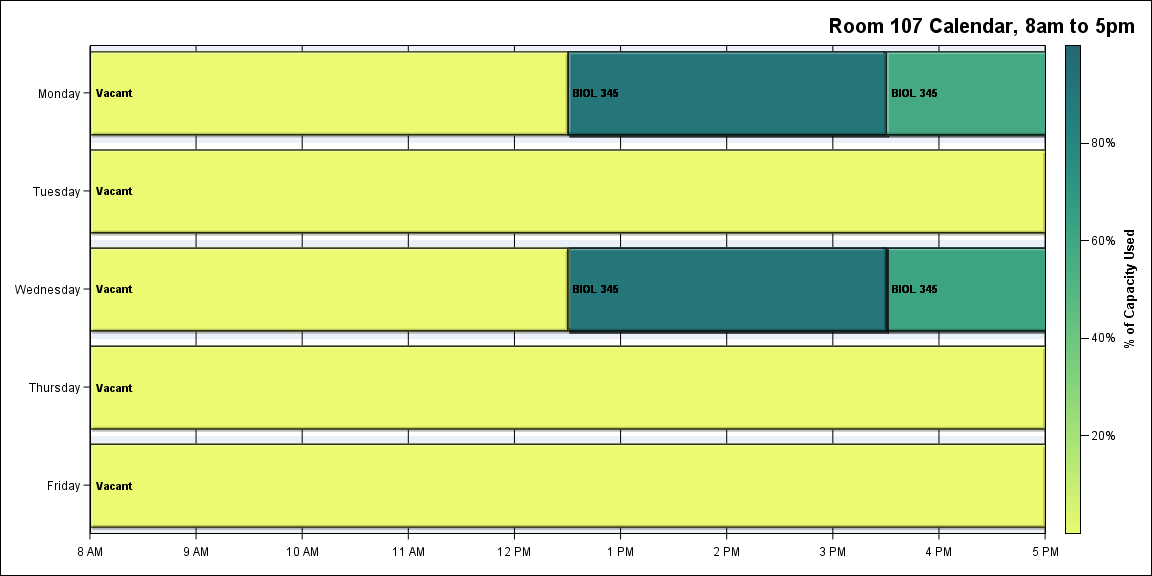 Room 107 Calendar, 8am to 5pm
Monday Vacant BIOL 345 BIOL 345
80%
Tuesday Vacant
60%
Wednesday Vacant BIOL 345 BIOL 345
% of Capacity Used
40%
Thursday Vacant
20%
Friday Vacant
8 AM 9 AM 10 AM 11 AM 12 PM 1 PM 2 PM 3 PM 4 PM 5 PM